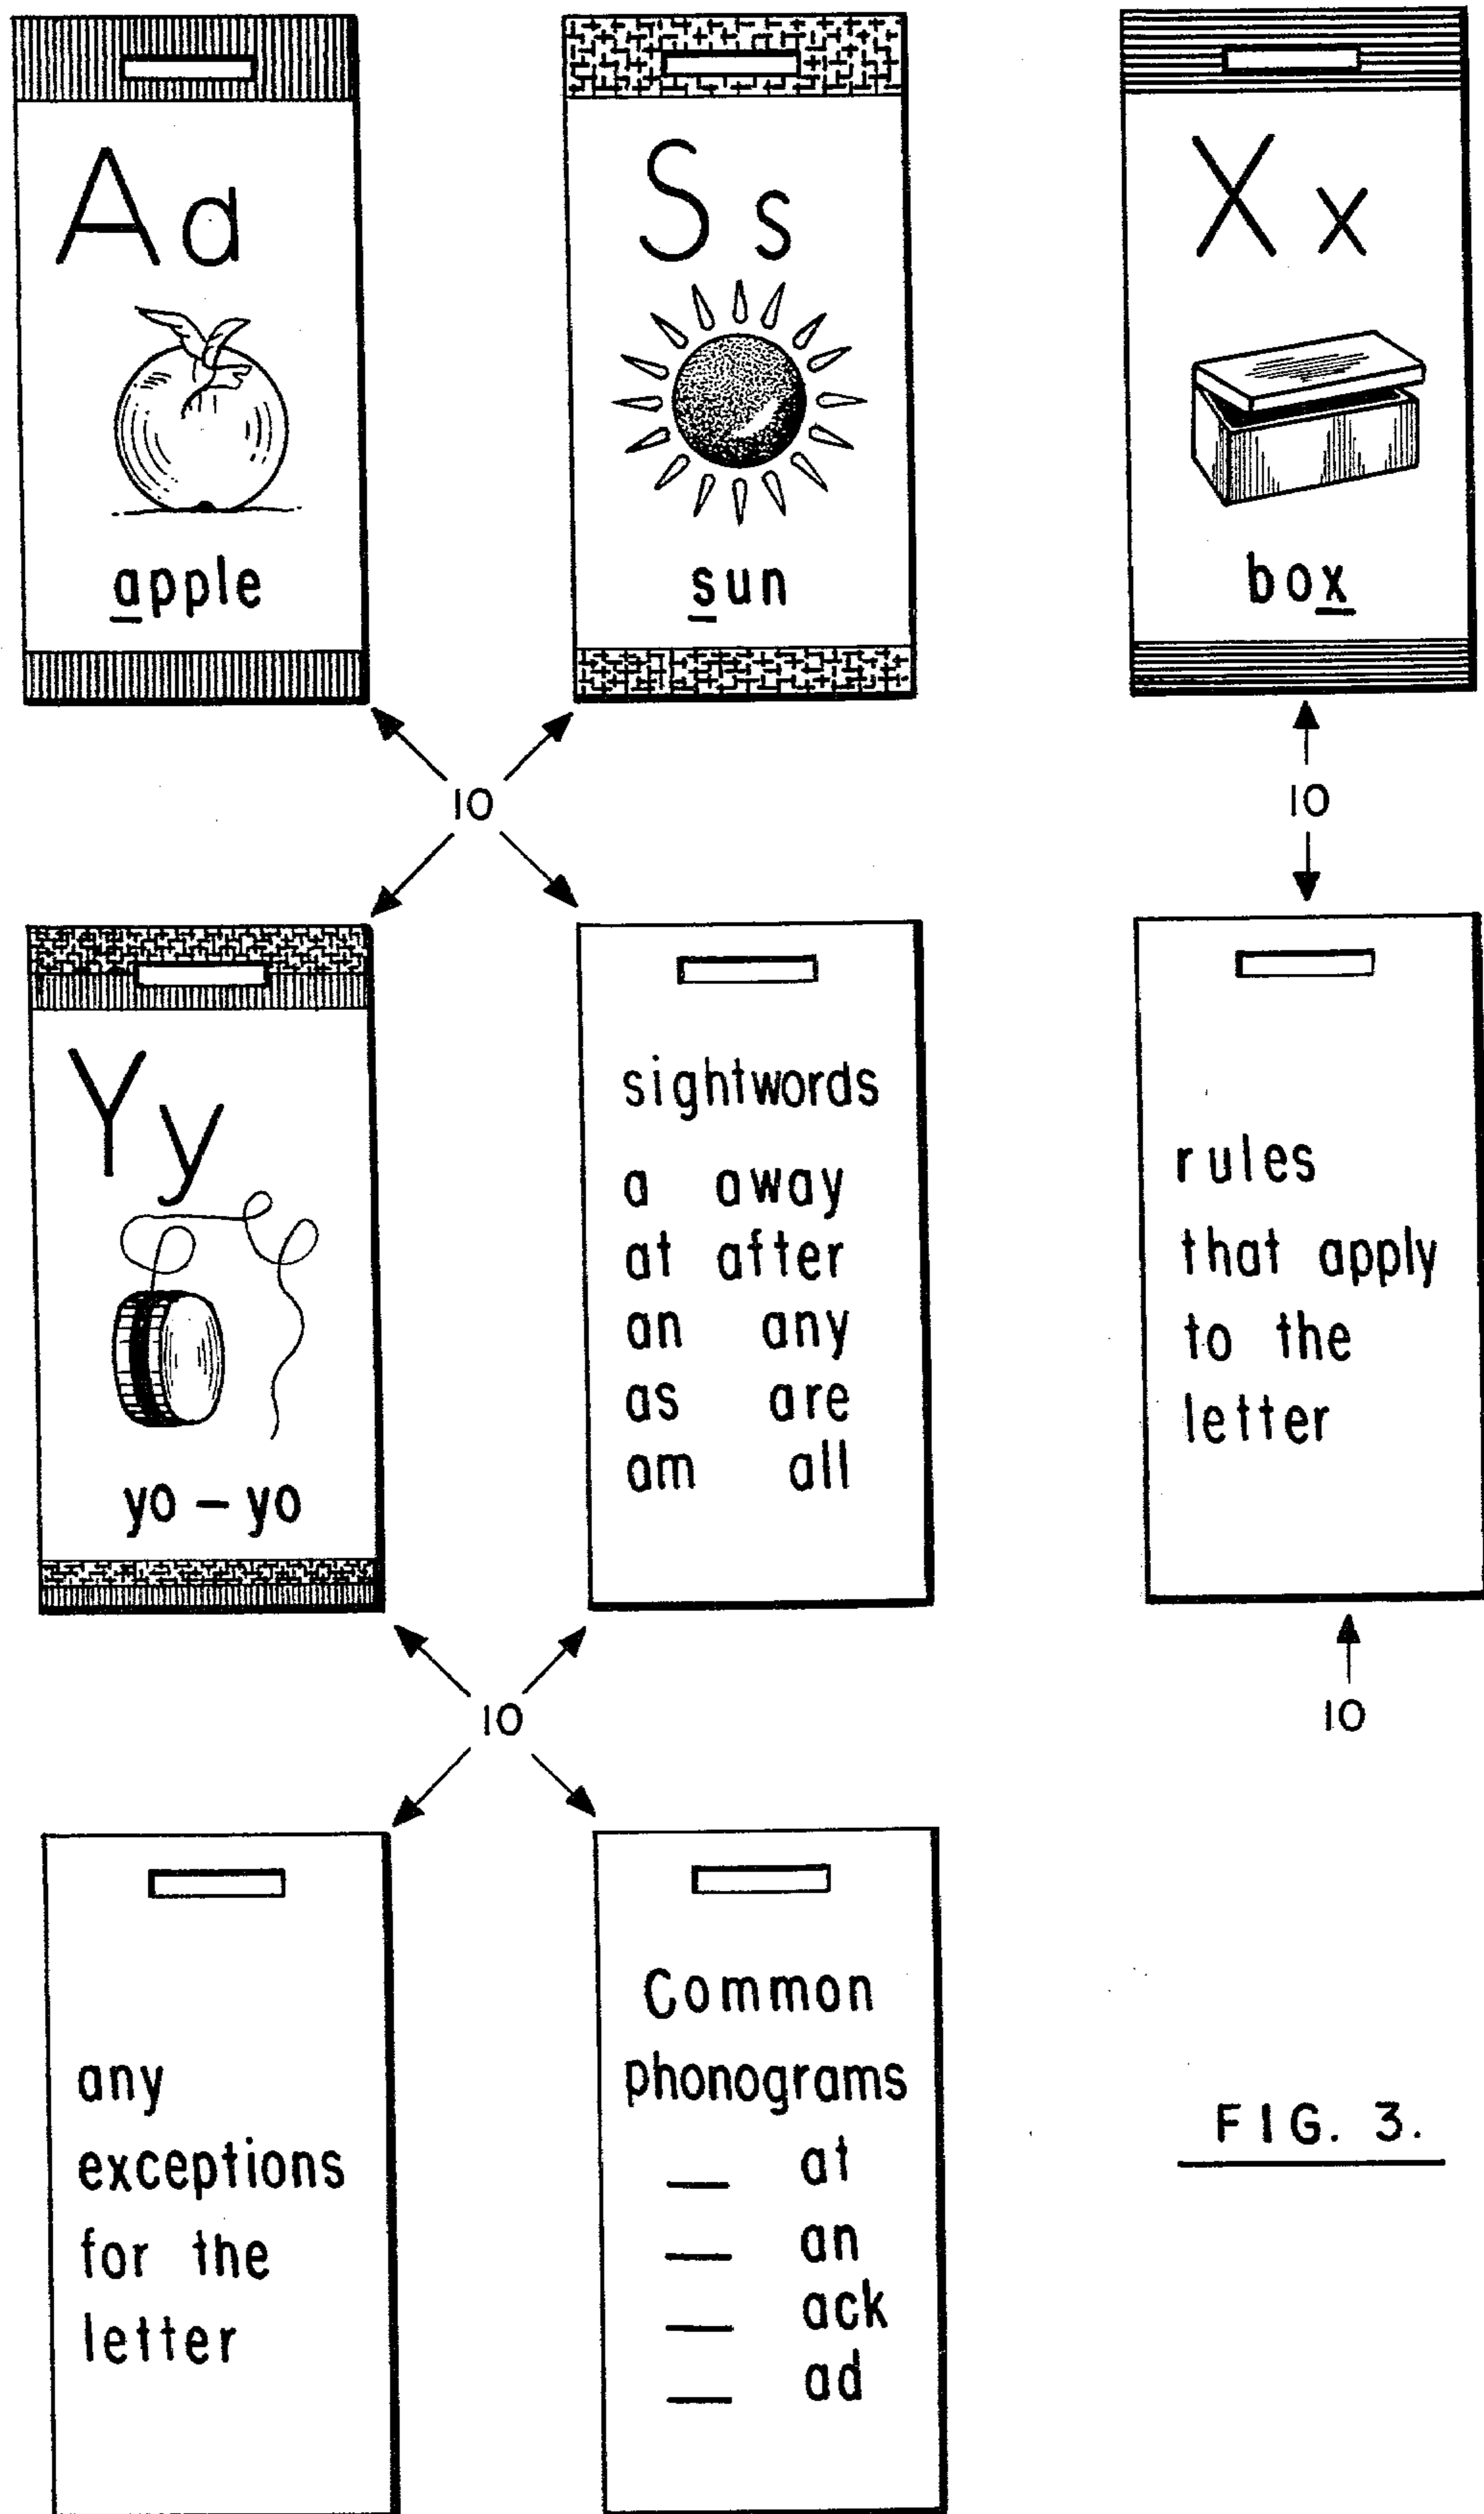 Aa
apple
Ss
sun
Xx
box
10
10
Yy
yo – yo
sightwords
a away
at after
an any
as are
am all
rules
that apply
to the
letter
10
10
any
exceptions
for the
letter
Common
phonograms
__ at
__ an
__ ack
__ ad
FIG. 3.